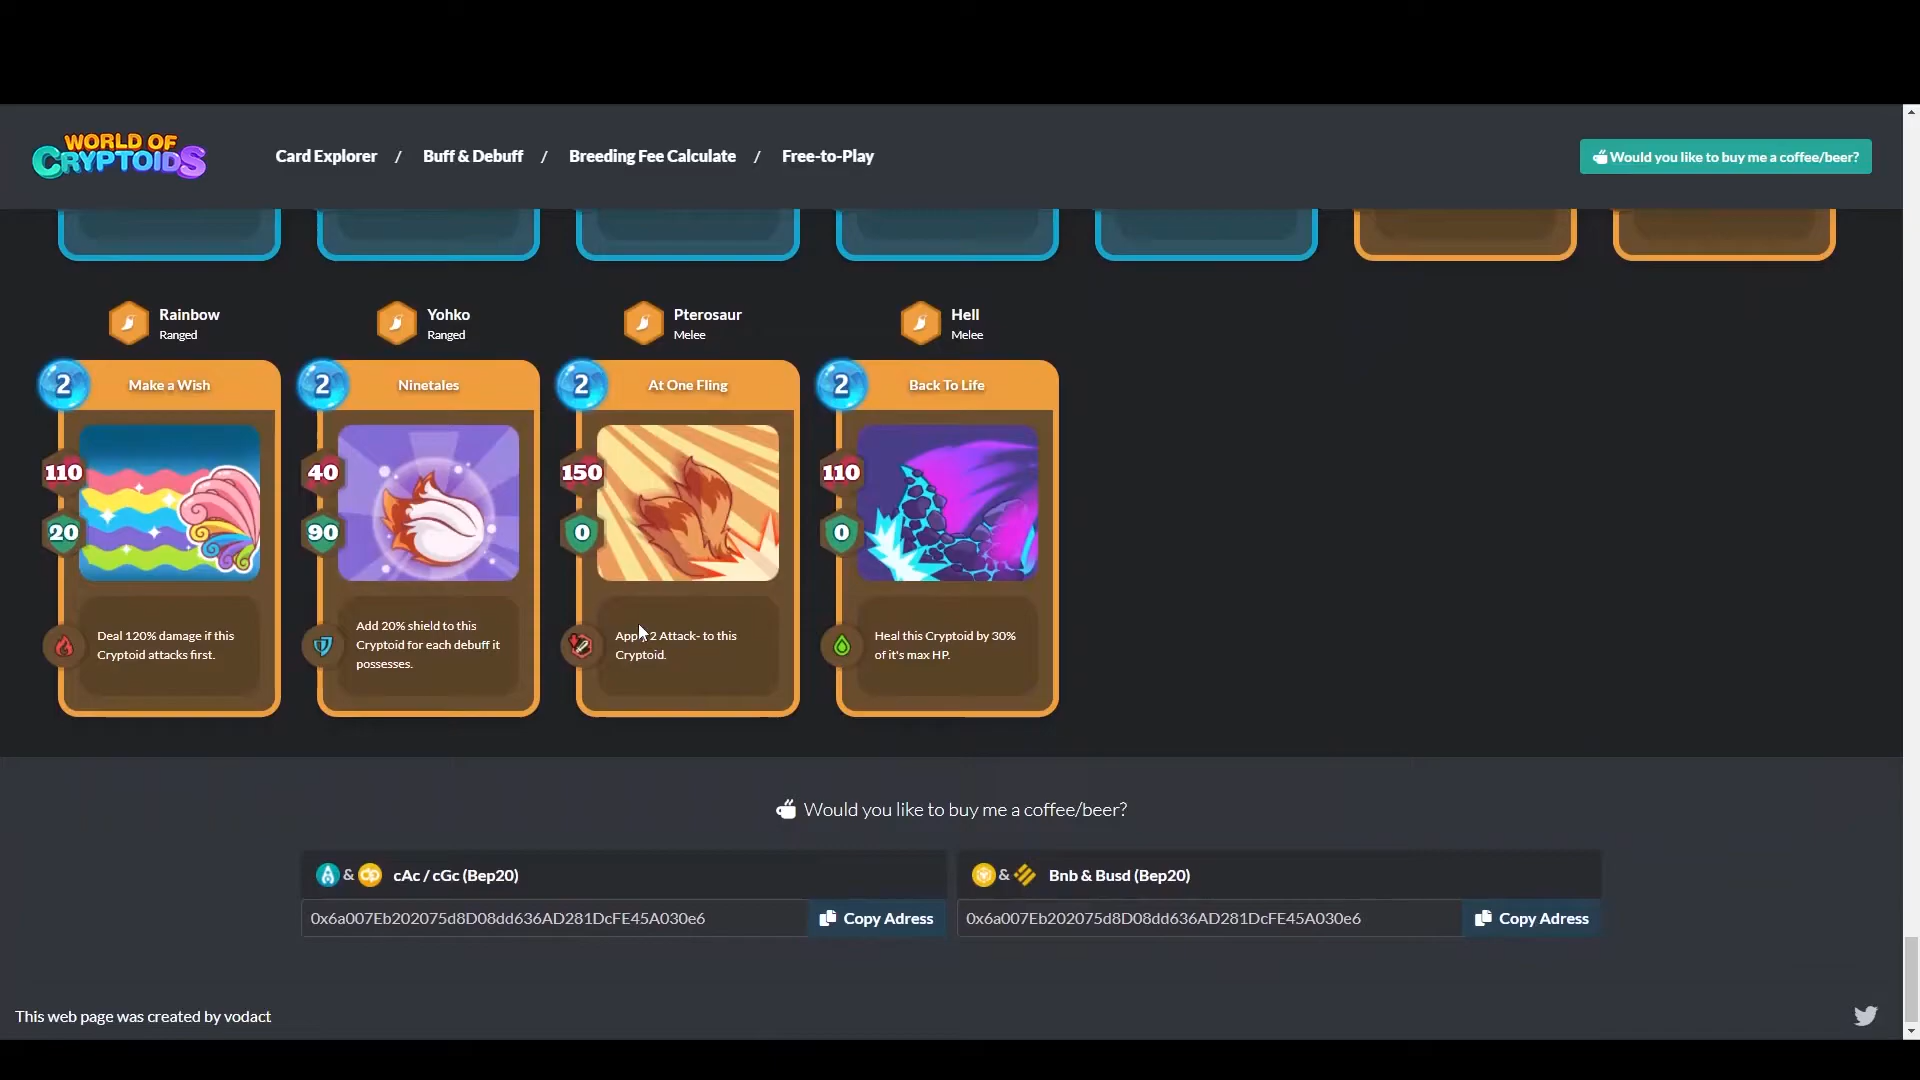 WORLD OF
CRYPTOIDS
Card Explorer / Buff & Debuff / Breeding Fee Calculate / Free-to-Play
Would you like to buy me a coffee/beer?
Rainbow
Ranged
Yohko
Ranged
Pterosaur
Melee
Hell
Melee
2
Make a Wish
110
20
Deal 120% damage if this
Cryptoid attacks first.
2
Ninetales
40
90
Add 20% shield to this
Cryptoid for each debuff it
possesses.
2
At One Fling
150
0
2 Attack- to this
Cryptoid.
2
Back To Life
110
0
Heal this Cryptoid by 30%
of it's max HP.
Would you like to buy me a coffee/beer?
& cAc / cGc (Bep20)
0x6a007Eb202075d8D08dd636AD281DcFE45A030e6 Copy Adress
& Bnb & Busd (Bep20)
0x6a007Eb202075d8D08dd636AD281DcFE45A030e6 Copy Adress
This web page was created by vodact